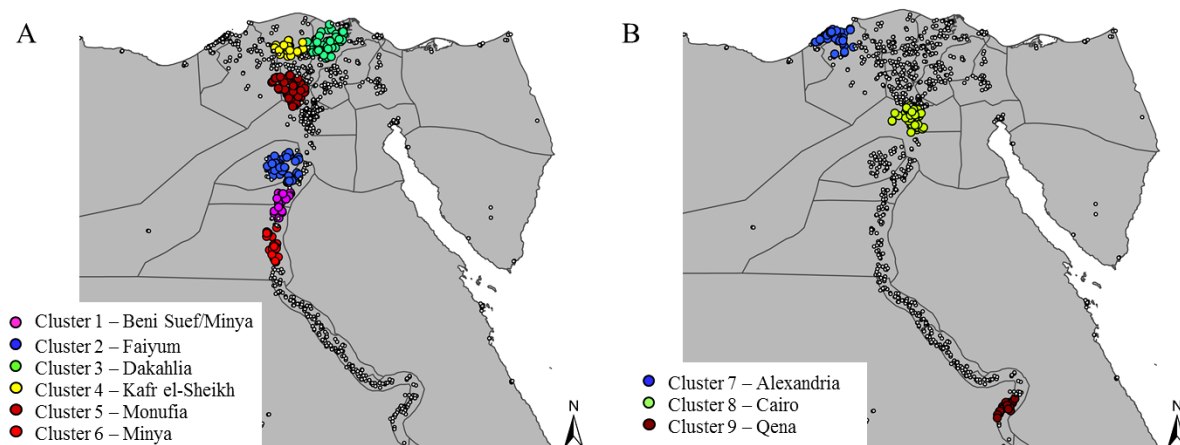 A
Cluster 1 – Beni Suef/Minya
Cluster 2 – Faiyum
Cluster 3 – Dakahlia
Cluster 4 – Kafr el-Sheikh
Cluster 5 – Monufia
Cluster 6 – Minya
N
B
Cluster 7 – Alexandria
Cluster 8 – Cairo
Cluster 9 – Qena
N